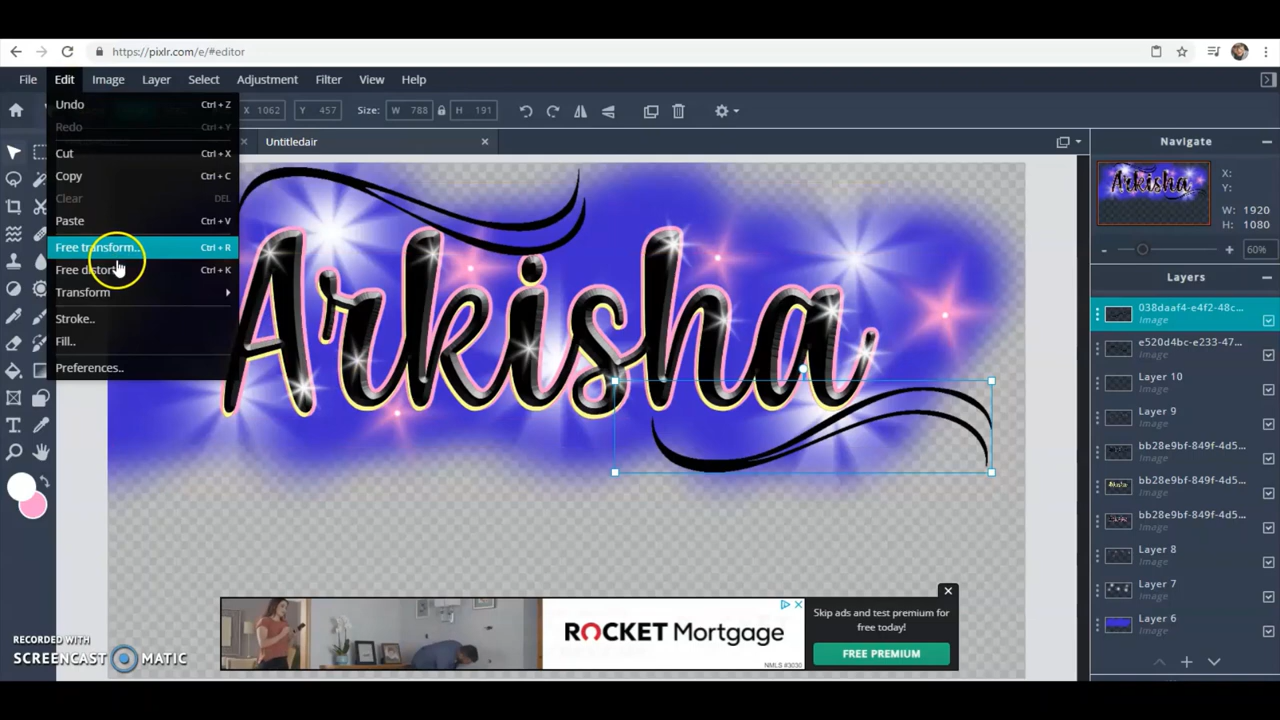 https://pixlr.com/e/#editor
File Edit Image Layer Select Adjustment Filter View Help
X 1062 Y 457 Size: W 788 H 191
Undo Ctrl + Z
Redo Ctrl + Y
Cut Ctrl + X
Copy Ctrl + C
Clear DEL
Paste Ctrl + V
Free transform.. Ctrl + R
Free distort Ctrl + K
Transform
Stroke..
Fill..
Preferences..
Untitledair
Arkisha
Navigate
Arkisha
X:
Y:
W: 1920
H: 1080
60%
Layers
038daaf4-e4f2-48c...
Image
e520d4bc-e233-47...
Image
Layer 10
Image
Layer 9
Image
bb28e9bf-849f-4d5...
Image
bb28e9bf-849f-4d5...
Image
bb28e9bf-849f-4d5...
Image
Layer 8
Image
Layer 7
Image
Layer 6
Image
ROCKET Mortgage
NMLS #3030
Skip ads and test premium for
free today!
FREE PREMIUM
RECORDED WITH
SCREENCAST MATIC